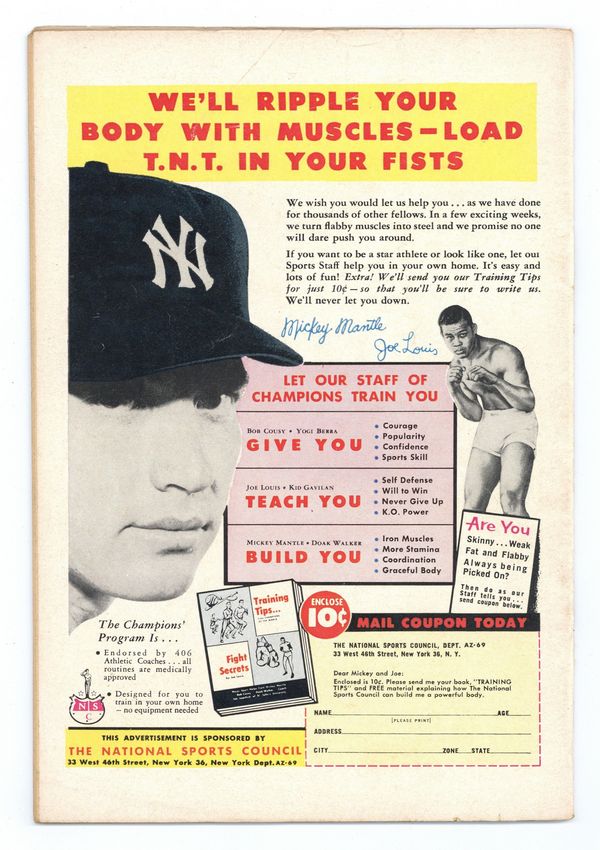 WE'LL RIPPLE YOUR
BODY WITH MUSCLES—LOAD
T.N.T. IN YOUR FISTS
NY
We wish you would let us help you . . . as we have done
for thousands of other fellows. In a few exciting weeks,
we turn flabby muscles into steel and we promise no one
will dare push you around.
If you want to be a star athlete or look like one, let our
Sports Staff help you in your own home. It's easy and
lots of fun! Extra! We'll send you our Training Tips
for just 10¢ — so that you'll be sure to write us.
We'll never let you down.
Mickey Mantle
Joe Louis
LET OUR STAFF OF
CHAMPIONS TRAIN YOU
BOB COUSY • YOGI BERRA
GIVE YOU
• Courage
• Popularity
• Confidence
• Sports Skill
JOE LOUIS • KID GAVILAN
TEACH YOU
• Self Defense
• Will to Win
• Never Give Up
• K.O. Power
MICKEY MANTLE • DOAK WALKER
BUILD YOU
• Iron Muscles
• More Stamina
• Coordination
• Graceful Body
Are You
Skinny...Weak
Fat and Flabby
Always being
Picked On?
Then do as our
Staff tells you...
send coupon below.
The Champions'
Program Is . . .
• Endorsed by 406
Athletic Coaches . . . all
routines are medically
approved
• Designed for you to
train in your own home
— no equipment needed
NSC
Training
Tips...
Fight
Secrets
by Joe Louis
ENCLOSE
10¢
MAIL COUPON TODAY
THE NATIONAL SPORTS COUNCIL, DEPT. AZ-69
33 West 46th Street, New York 36, N. Y.
Dear Mickey and Joe:
Enclosed is 10¢. Please send me your book, "TRAINING
TIPS" and FREE material explaining how The National
Sports Council can build me a powerful body.
NAME AGE
(PLEASE PRINT)
ADDRESS
CITY ZONE STATE
THIS ADVERTISEMENT IS SPONSORED BY
THE NATIONAL SPORTS COUNCIL
33 West 46th Street, New York 36, New York Dept. AZ-69